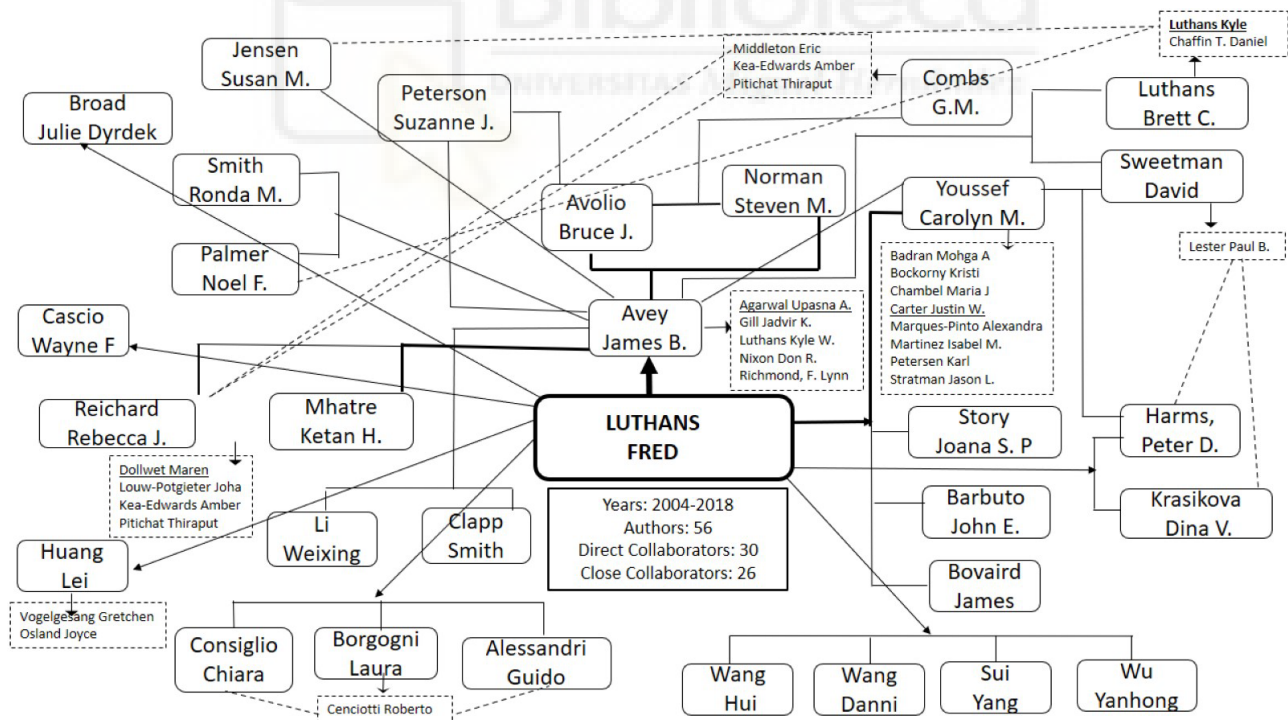 Biblioteca
UNIVERSITAS Miguel Hernández
Jensen
Susan M.
Peterson
Suzanne J.
Middleton Eric
Kea-Edwards Amber
Pitichat Thiraput
Combs
G.M.
Luthans Kyle
Chaffin T. Daniel
Luthans
Brett C.
Broad
Julie Dyrdek
Smith
Ronda M.
Avolio
Bruce J.
Norman
Steven M.
Youssef
Carolyn M.
Sweetman
David
Palmer
Noel F.
Lester Paul B.
Badran Mohga A
Bockorny Kristi
Chambel Maria J
Carter Justin W.
Marques-Pinto Alexandra
Martinez Isabel M.
Petersen Karl
Stratman Jason L.
Cascio
Wayne F
Avey
James B.
Agarwal Upasna A.
Gill Jadvir K.
Luthans Kyle W.
Nixon Don R.
Richmond, F. Lynn
Reichard
Rebecca J.
Mhatre
Ketan H.
LUTHANS
FRED
Story
Joana S. P
Harms,
Peter D.
Dollwet Maren
Louw-Potgieter Joha
Kea-Edwards Amber
Pitichat Thiraput
Li
Weixing
Clapp
Smith
Years: 2004-2018
Authors: 56
Direct Collaborators: 30
Close Collaborators: 26
Barbuto
John E.
Krasikova
Dina V.
Huang
Lei
Bovaird
James
Vogelgesang Gretchen
Osland Joyce
Consiglio
Chiara
Borgogni
Laura
Alessandri
Guido
Cenciotti Roberto
Wang
Hui
Wang
Danni
Sui
Yang
Wu
Yanhong